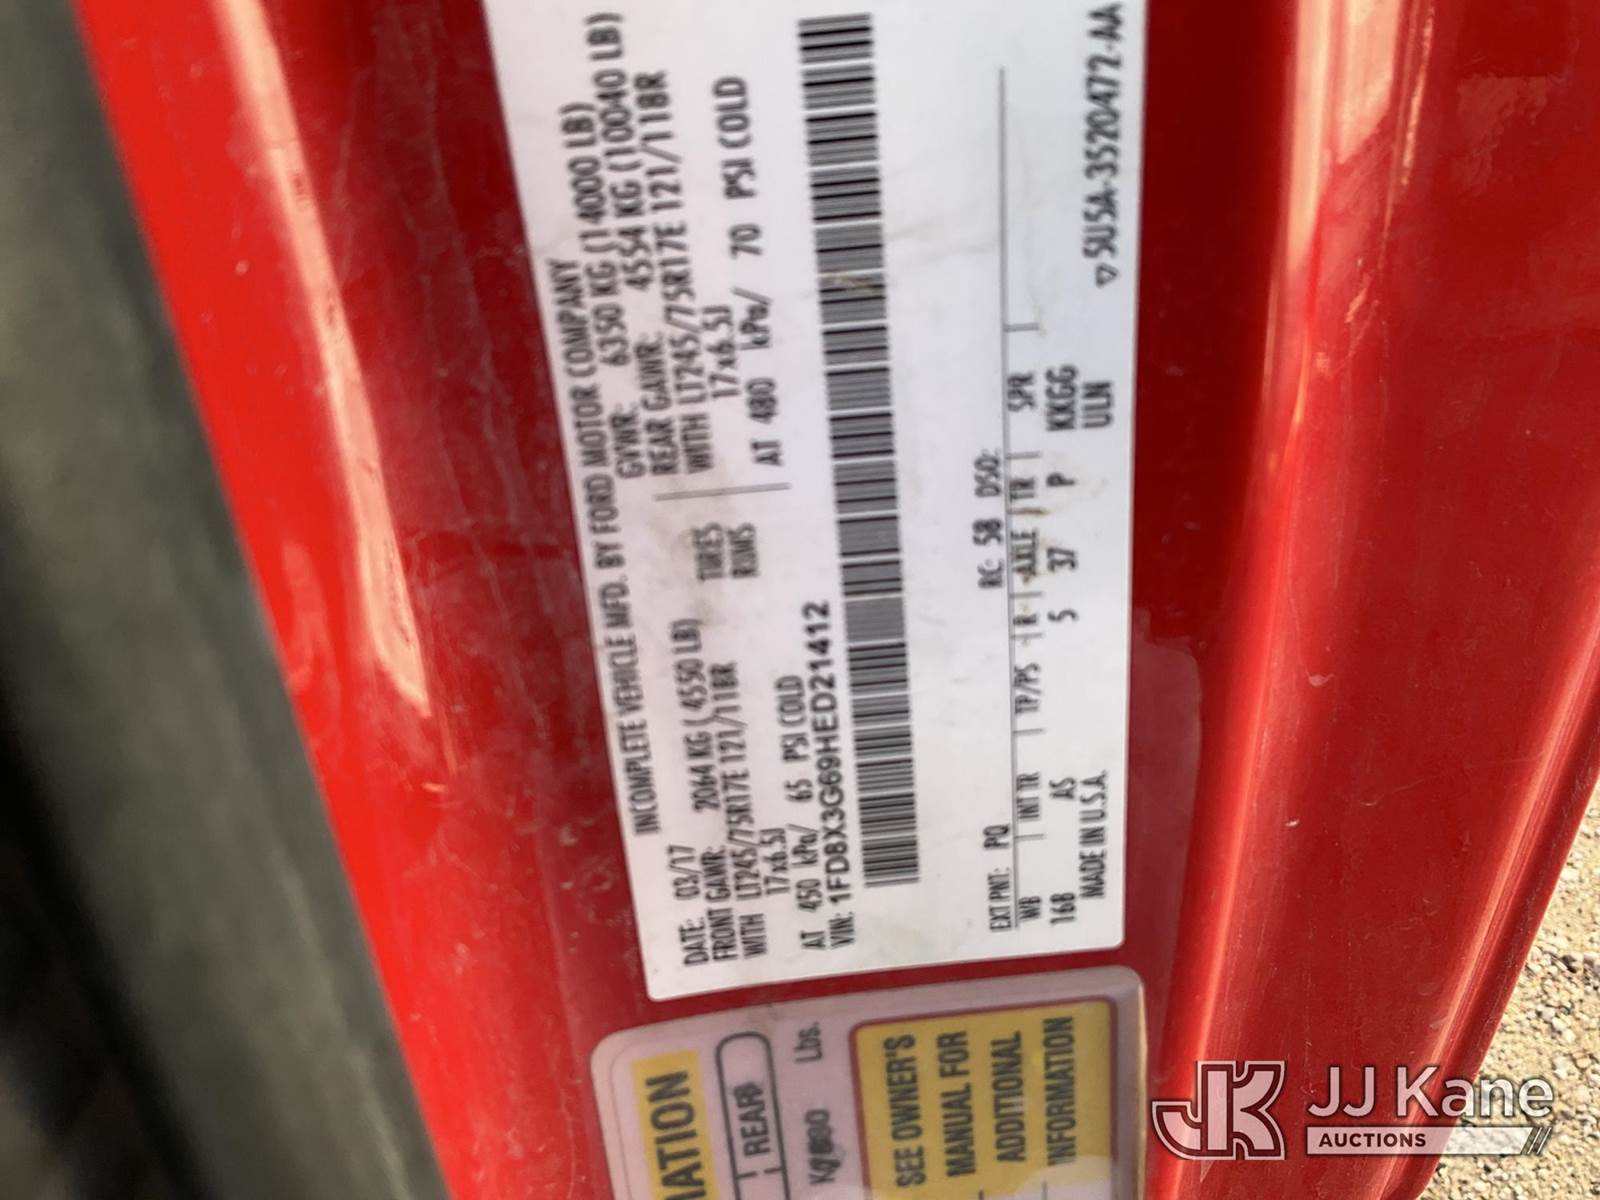 INCOMPLETE VEHICLE MFD. BY FORD MOTOR COMPANY
DATE: 03/17 GVWR: 6350 KG (14000 LB)
FRONT GAWR: 2064 KG (4550 LB) REAR GAWR: 4554 KG (10040 LB)
WITH LT245/75R17E 121/118R TIRES WITH LT245/75R17E 121/118R
17x6.5J RIMS 17x6.5J
AT 450 kPa/ 65 PSI COLD AT 480 kPa/ 70 PSI COLD
VIN: 1FD8X3G69HED21412
EXT PNT: PQ RC: 58 DSO:
WB INT TR TP/PS R AXLE TR SPR
168 AS 5 37 P KKGG
MADE IN U.S.A. ULN
▽5U5A-3520472-AA
MATION
REAR
Kg Lbs.
SEE OWNER'S
MANUAL FOR
ADDITIONAL
INFORMATION
JK JJ Kane
AUCTIONS